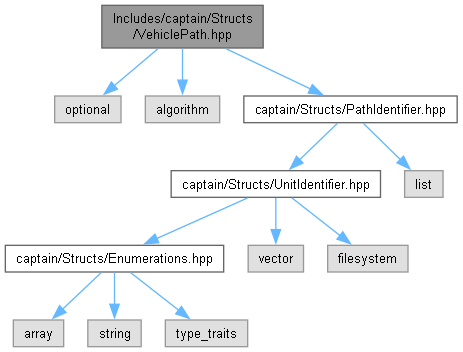 Includes/captain/Structs
/VehiclePath.hpp
optional
algorithm
captain/Structs/PathIdentifier.hpp
captain/Structs/UnitIdentifier.hpp
list
captain/Structs/Enumerations.hpp
vector
filesystem
array
string
type_traits